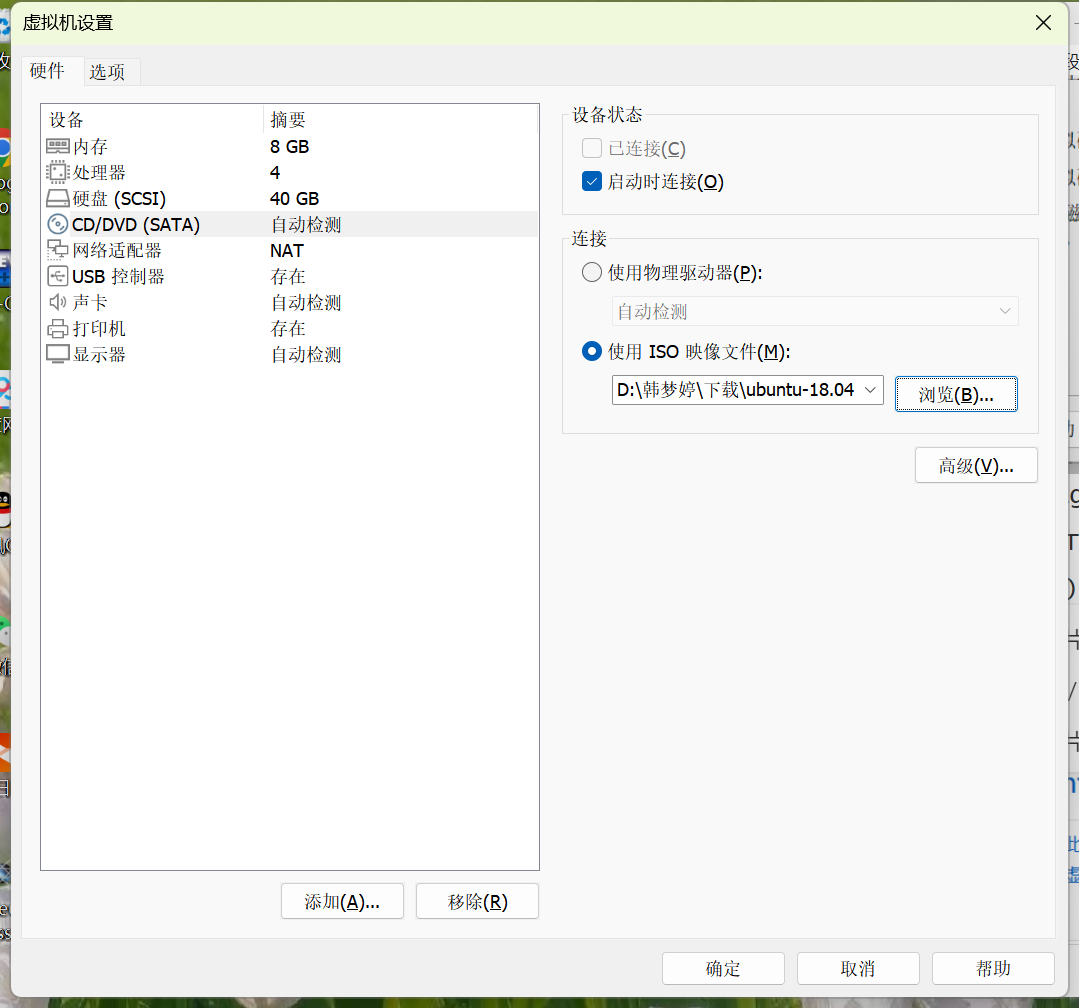 虚拟机设置
硬件 选项
设备 摘要
内存 8 GB
处理器 4
硬盘 (SCSI) 40 GB
CD/DVD (SATA) 自动检测
网络适配器 NAT
USB 控制器 存在
声卡 自动检测
打印机 存在
显示器 自动检测
添加(A)... 移除(R)
设备状态
已连接(C)
启动时连接(O)
连接
使用物理驱动器(P):
自动检测
使用 ISO 映像文件(M):
D:\韩梦婷\下载\ubuntu-18.04 浏览(B)...
高级(V)...
确定 取消 帮助